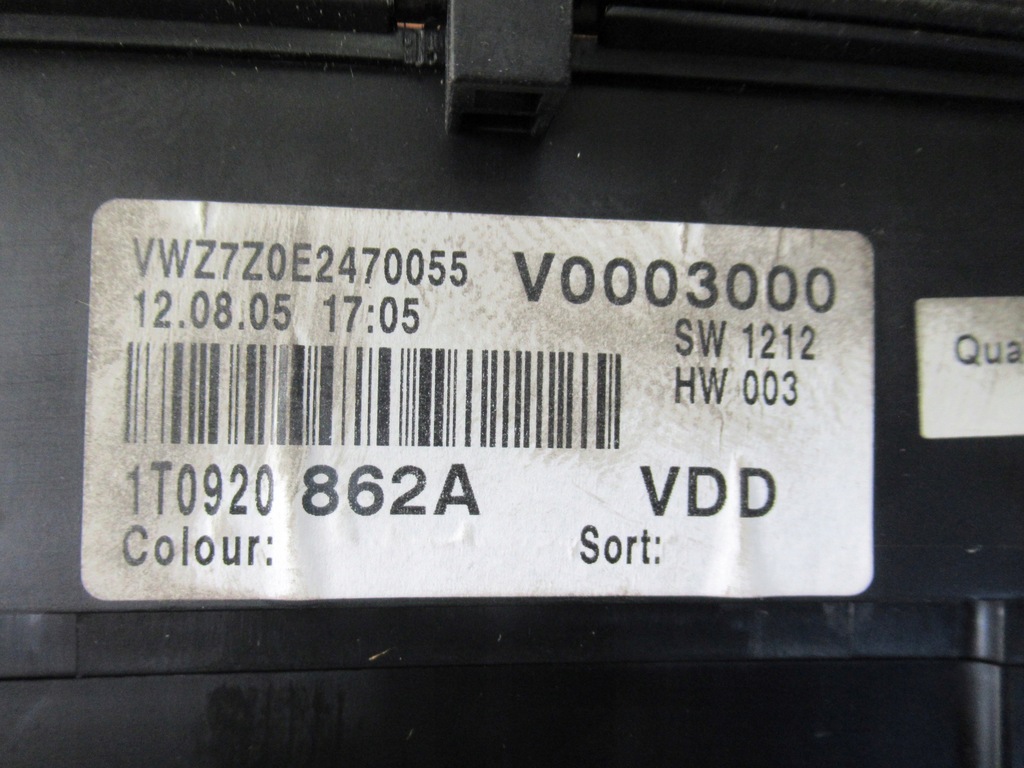 VWZ7Z0E2470055 V0003000
12.08.05 17:05
SW 1212
HW 003
1T0920 862A VDD
Colour: Sort:
Qua